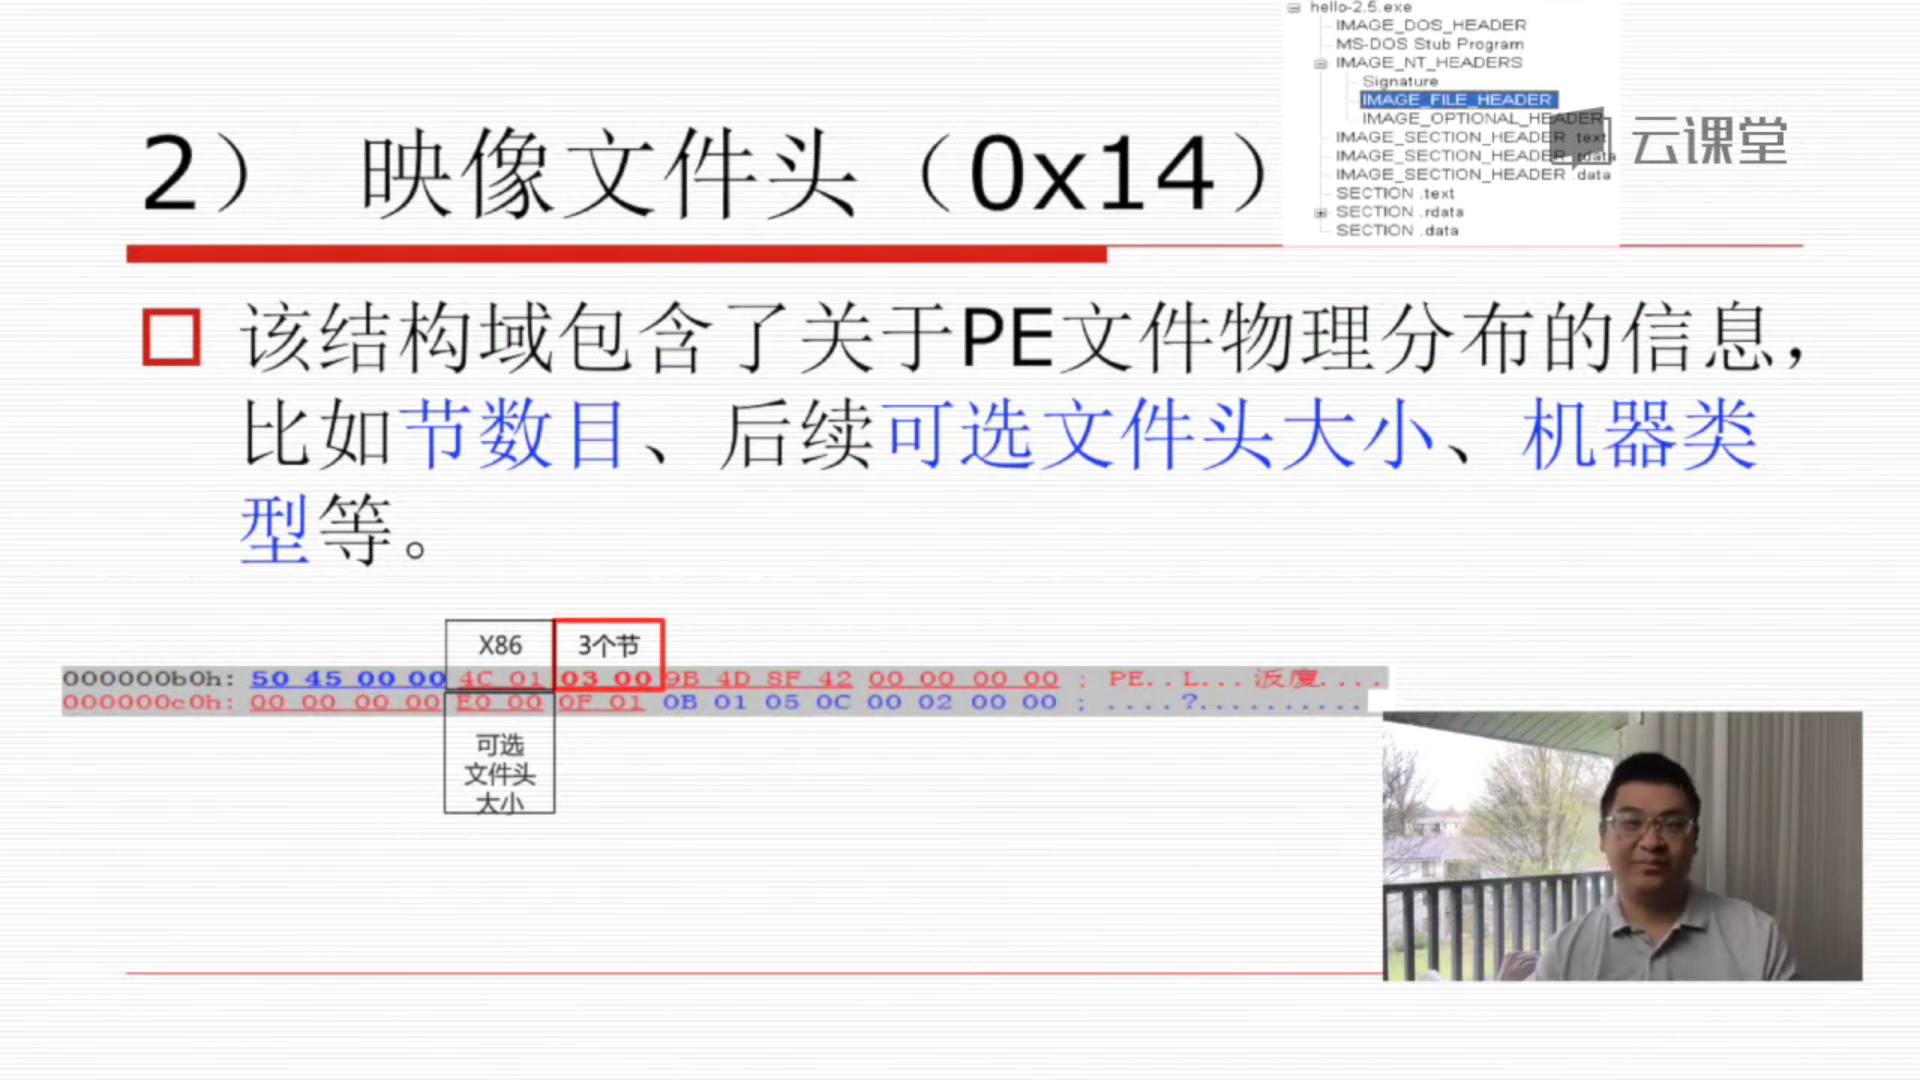 hello-2.5.exe
IMAGE_DOS_HEADER
MS-DOS Stub Program
IMAGE_NT_HEADERS
Signature
IMAGE_FILE_HEADER
IMAGE_OPTIONAL_HEADER
IMAGE_SECTION_HEADER .text
IMAGE_SECTION_HEADER .rdata
IMAGE_SECTION_HEADER .data
SECTION .text
SECTION .rdata
SECTION .data
云课堂
2） 映像文件头（0x14）
该结构域包含了关于PE文件物理分布的信息，
比如节数目、后续可选文件头大小、机器类
型等。
X86 3个节
000000b0h: 50 45 00 00 4C 01 03 00 9B 4D 8F 42 00 00 00 00 ; PE..L...派廣....
000000c0h: 00 00 00 00 E0 00 0F 01 0B 01 05 0C 00 02 00 00 ; ....?..........
可选
文件头
大小